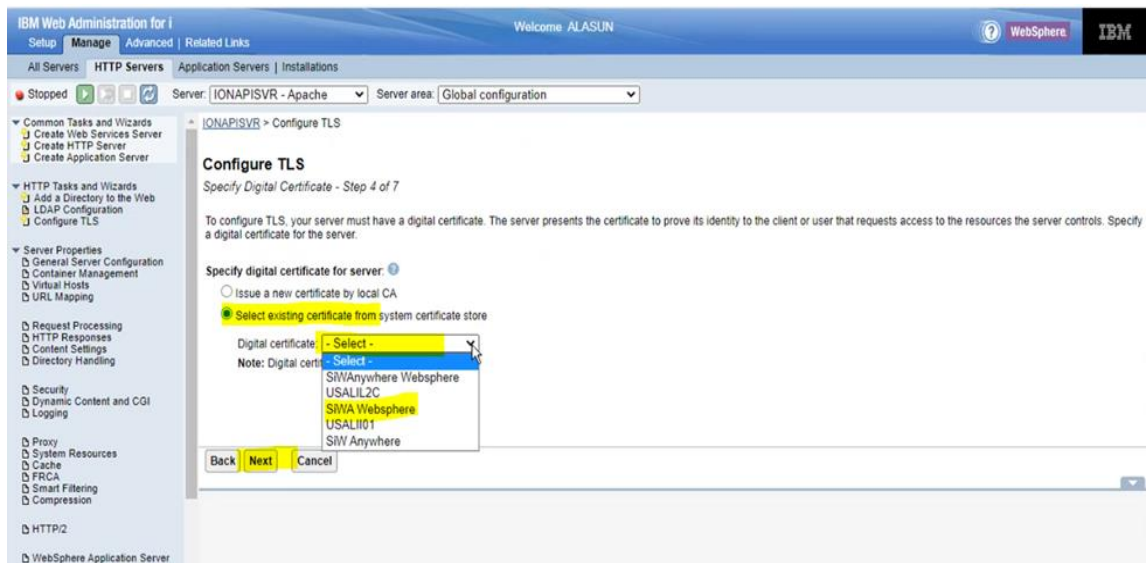 IBM Web Administration for i
Welcome ALASUN
? WebSphere. IBM
Setup Manage Advanced | Related Links
All Servers HTTP Servers Application Servers | Installations
Stopped Server: IONAPISVR - Apache Server area: Global configuration
Common Tasks and Wizards
Create Web Services Server
Create HTTP Server
Create Application Server
HTTP Tasks and Wizards
Add a Directory to the Web
LDAP Configuration
Configure TLS
Server Properties
General Server Configuration
Container Management
Virtual Hosts
URL Mapping
Request Processing
HTTP Responses
Content Settings
Directory Handling
Security
Dynamic Content and CGI
Logging
Proxy
System Resources
Cache
FRCA
Smart Filtering
Compression
HTTP/2
WebSphere Application Server
IONAPISVR > Configure TLS
Configure TLS
Specify Digital Certificate - Step 4 of 7
To configure TLS, your server must have a digital certificate. The server presents the certificate to prove its identity to the client or user that requests access to the resources the server controls. Specify
a digital certificate for the server.
Specify digital certificate for server: ?
Issue a new certificate by local CA
Select existing certificate from system certificate store
Digital certificate: - Select -
Note: Digital certi
- Select -
SiWAnywhere Websphere
USALIL2C
SiWA Websphere
USALII01
SiW Anywhere
Back Next Cancel